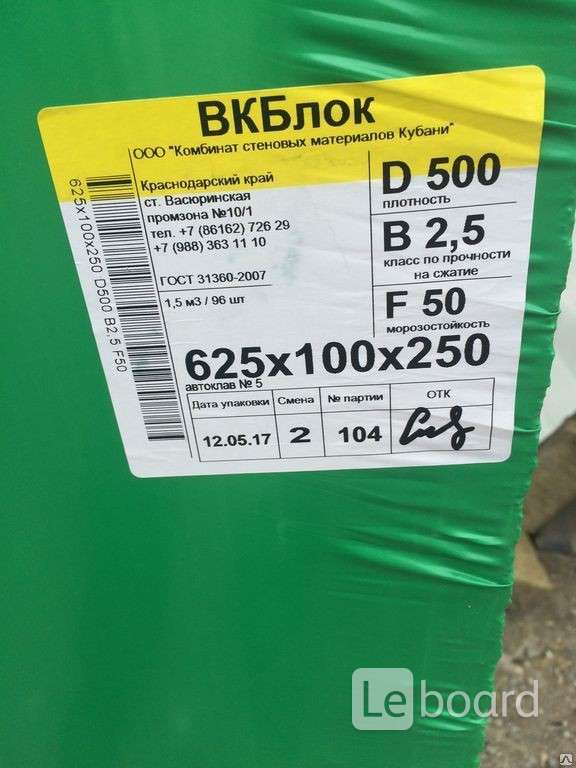 ВКБлок
ООО "Комбинат стеновых материалов Кубани"
Краснодарский край
ст. Васюринская
промзона №10/1
тел. +7 (86162) 726 29
+7 (988) 363 11 10
ГОСТ 31360-2007
1,5 м3 / 96 шт
D 500
плотность
B 2,5
класс по прочности
на сжатие
F 50
морозостойкость
625x100x250
автоклав № 5
Дата упаковки Смена № партии ОТК
12.05.17 2 104
625x100x250 D500 B2,5 F50
Leboard